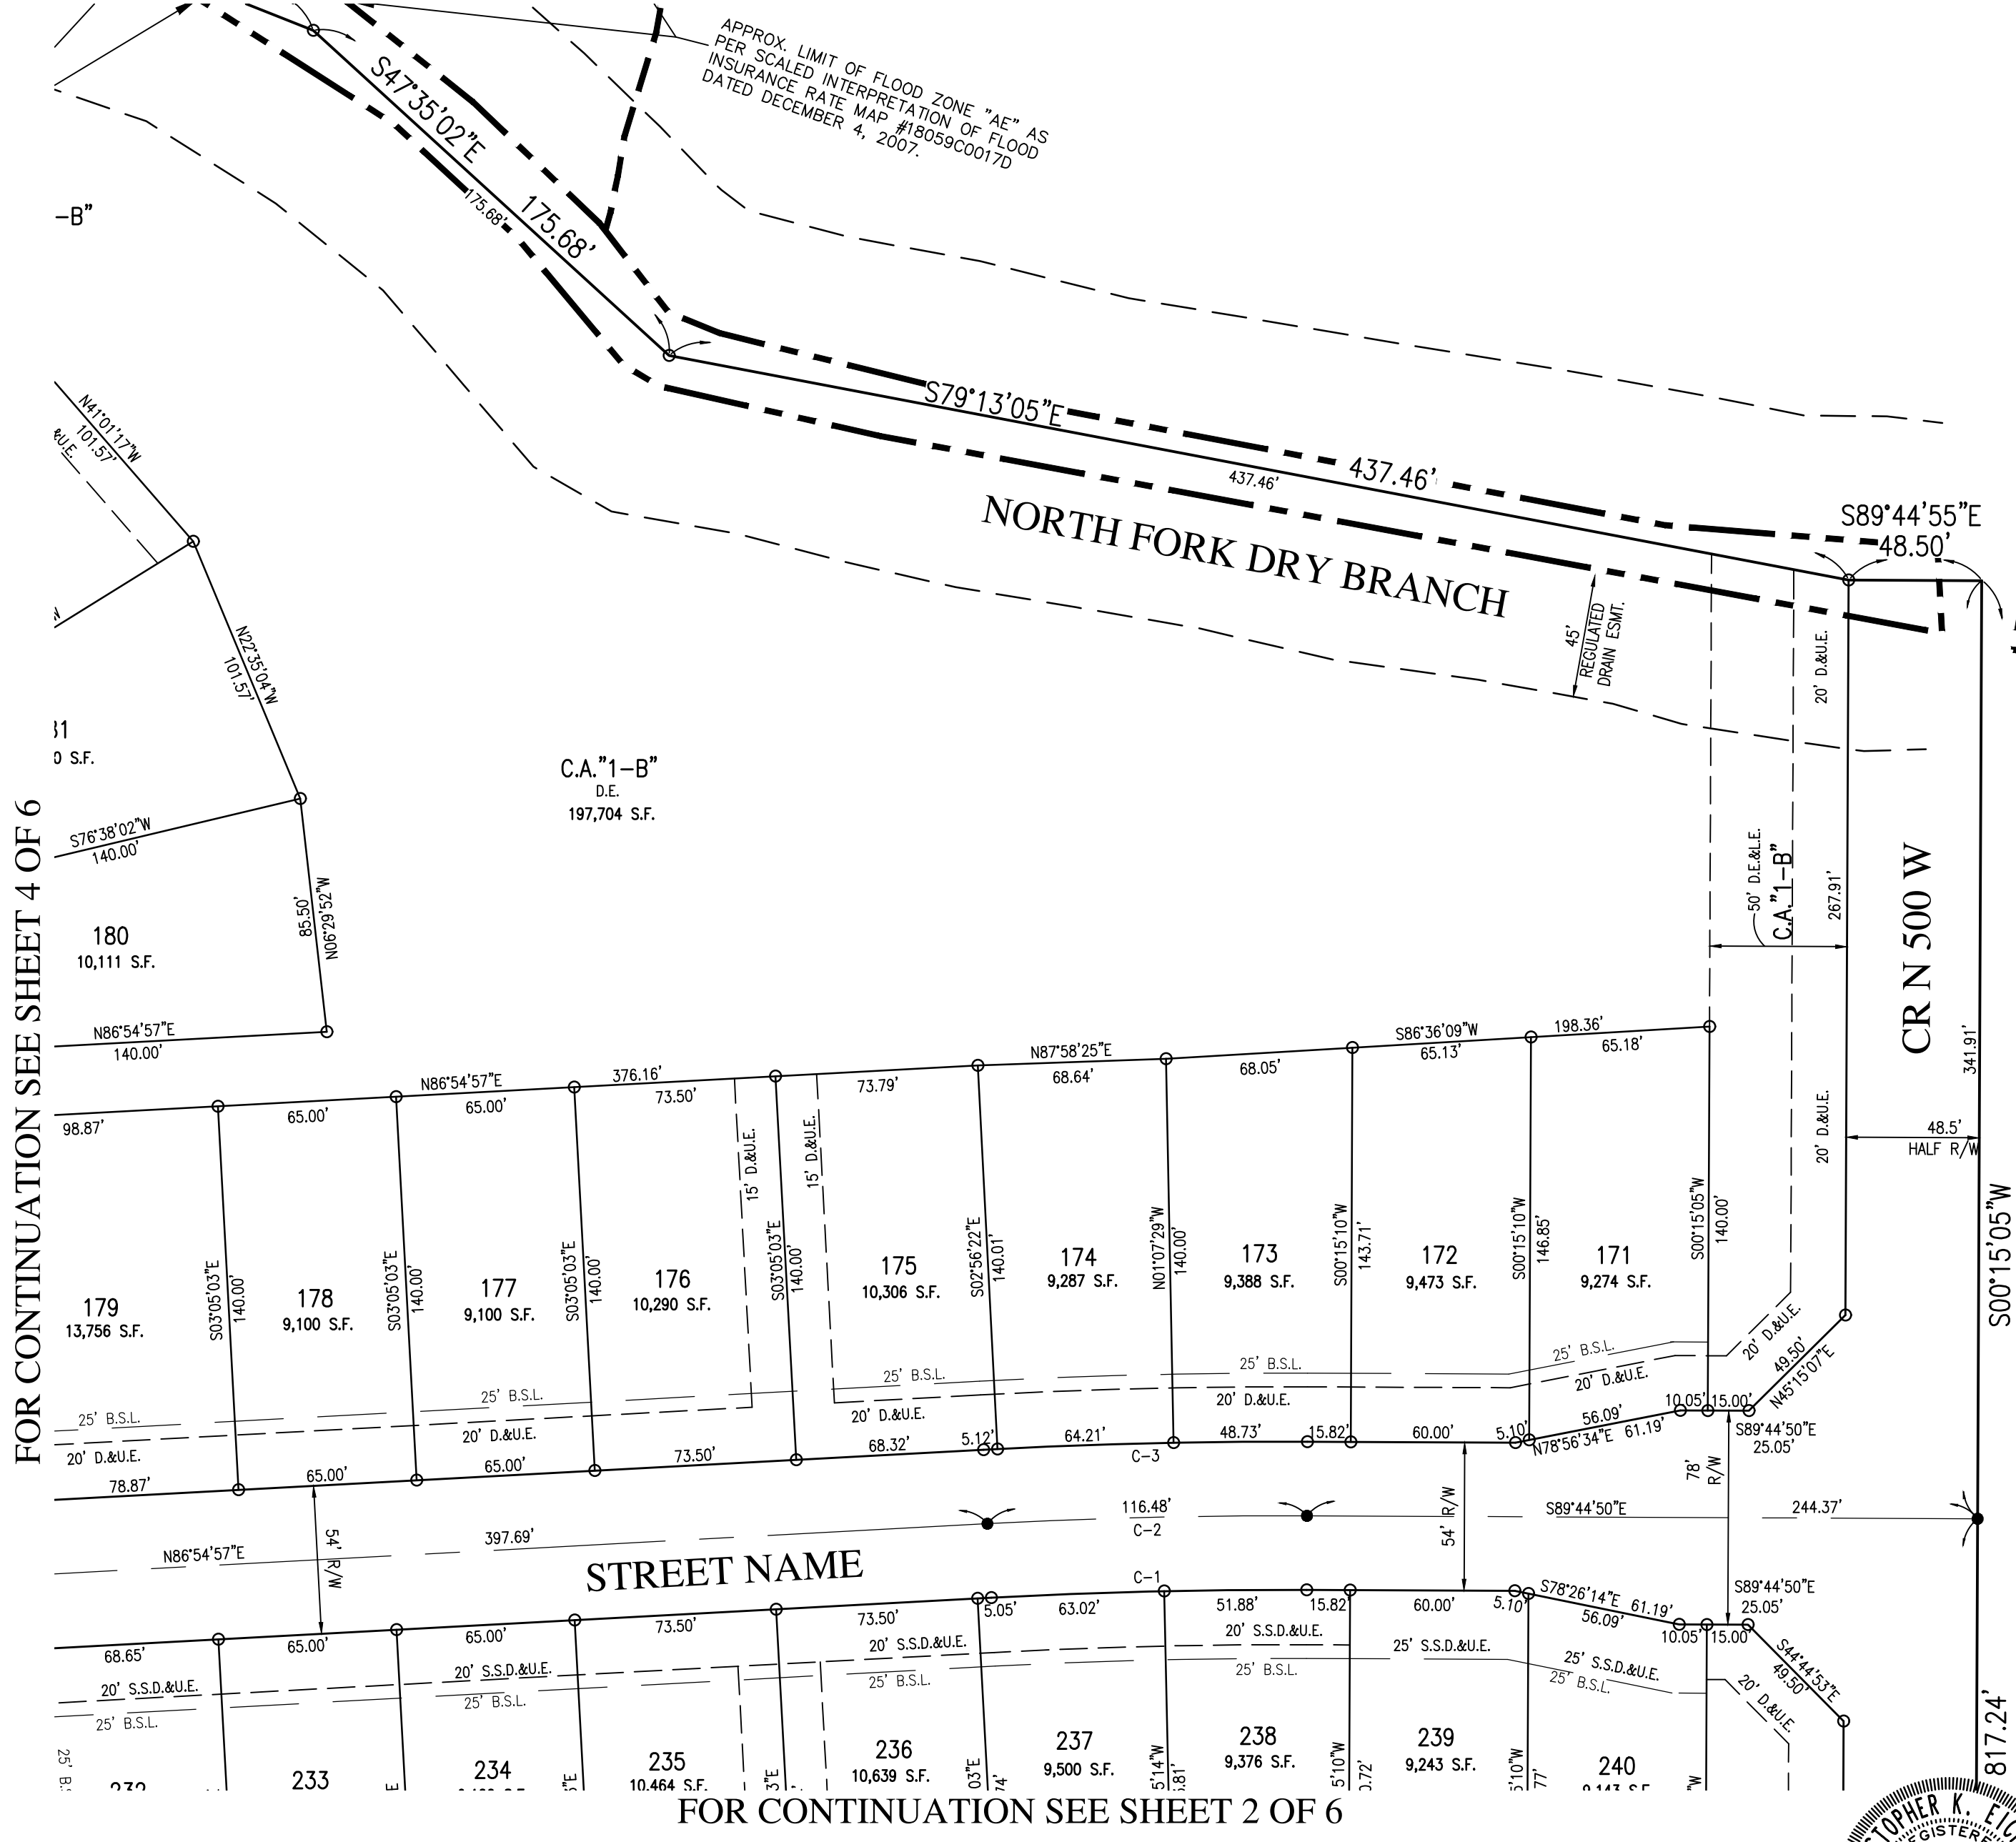 APPROX. LIMIT OF FLOOD ZONE "AE" AS
PER SCALED INTERPRETATION OF FLOOD
INSURANCE RATE MAP #18059C0017D
DATED DECEMBER 4, 2007.
S47°35'02"E
175.68'
175.68'
-B"
S79°13'05"E
437.46'
437.46'
NORTH FORK DRY BRANCH
S89°44'55"E
48.50'
45'
REGULATED
DRAIN ESMT.
20' D.&U.E.
N41°01'17"W
101.57'
&U.E.
N22°35'04"W
101.57'
0 S.F.
C.A."1-B"
D.E.
197,704 S.F.
S76°38'02"W
140.00'
180
10,111 S.F.
85.50'
N06°29'52"W
N86°54'57"E
140.00'
50' D.E.&L.E.
C.A."1-B"
267.91'
CR N 500 W
341.91'
20' D.&U.E.
48.5'
HALF R/W
S00°15'05"W
817.24'
FOR CONTINUATION SEE SHEET 4 OF 6
98.87'
65.00'
N86°54'57"E
65.00'
376.16'
73.50'
73.79'
N87°58'25"E
68.64'
68.05'
S86°36'09"W
65.13'
198.36'
65.18'
15' D.&U.E.
15' D.&U.E.
S03°05'03"E
140.00'
S03°05'03"E
140.00'
S03°05'03"E
140.00'
S03°05'03"E
140.00'
S02°56'22"E
140.01'
N01°07'29"W
140.00'
S00°15'10"W
143.71'
S00°15'10"W
146.85'
S00°15'05"W
140.00'
179
13,756 S.F.
178
9,100 S.F.
177
9,100 S.F.
176
10,290 S.F.
175
10,306 S.F.
174
9,287 S.F.
173
9,388 S.F.
172
9,473 S.F.
171
9,274 S.F.
25' B.S.L.
20' D.&U.E.
25' B.S.L.
20' D.&U.E.
25' B.S.L.
20' D.&U.E.
25' B.S.L.
20' D.&U.E.
25' B.S.L.
20' D.&U.E.
20' D.&U.E.
49.50'
N45°15'07"E
78.87'
65.00'
65.00'
73.50'
68.32'
5.12'
64.21'
C-3
48.73'
15.82'
60.00'
5.10'
56.09'
N78°56'34"E 61.19'
10.05'
15.00'
S89°44'50"E
25.05'
54' R/W
N86°54'57"E
397.69'
116.48'
C-2
54' R/W
S89°44'50"E
78'
R/W
244.37'
STREET NAME
C-1
68.65'
65.00'
65.00'
73.50'
73.50'
5.05'
63.02'
51.88'
15.82'
60.00'
5.10'
S78°26'14"E 61.19'
56.09'
S89°44'50"E
25.05'
10.05'
15.00'
S44°44'53"E
49.50'
20' D.&U.E.
20' S.S.D.&U.E.
25' B.S.L.
20' S.S.D.&U.E.
25' B.S.L.
20' S.S.D.&U.E.
25' B.S.L.
20' S.S.D.&U.E.
25' B.S.L.
25' S.S.D.&U.E.
25' S.S.D.&U.E.
25' B.S.L.
232
233
234
235
10,464 S.F.
236
10,639 S.F.
237
9,500 S.F.
238
9,376 S.F.
239
9,243 S.F.
240
9,143 S.F.
FOR CONTINUATION SEE SHEET 2 OF 6